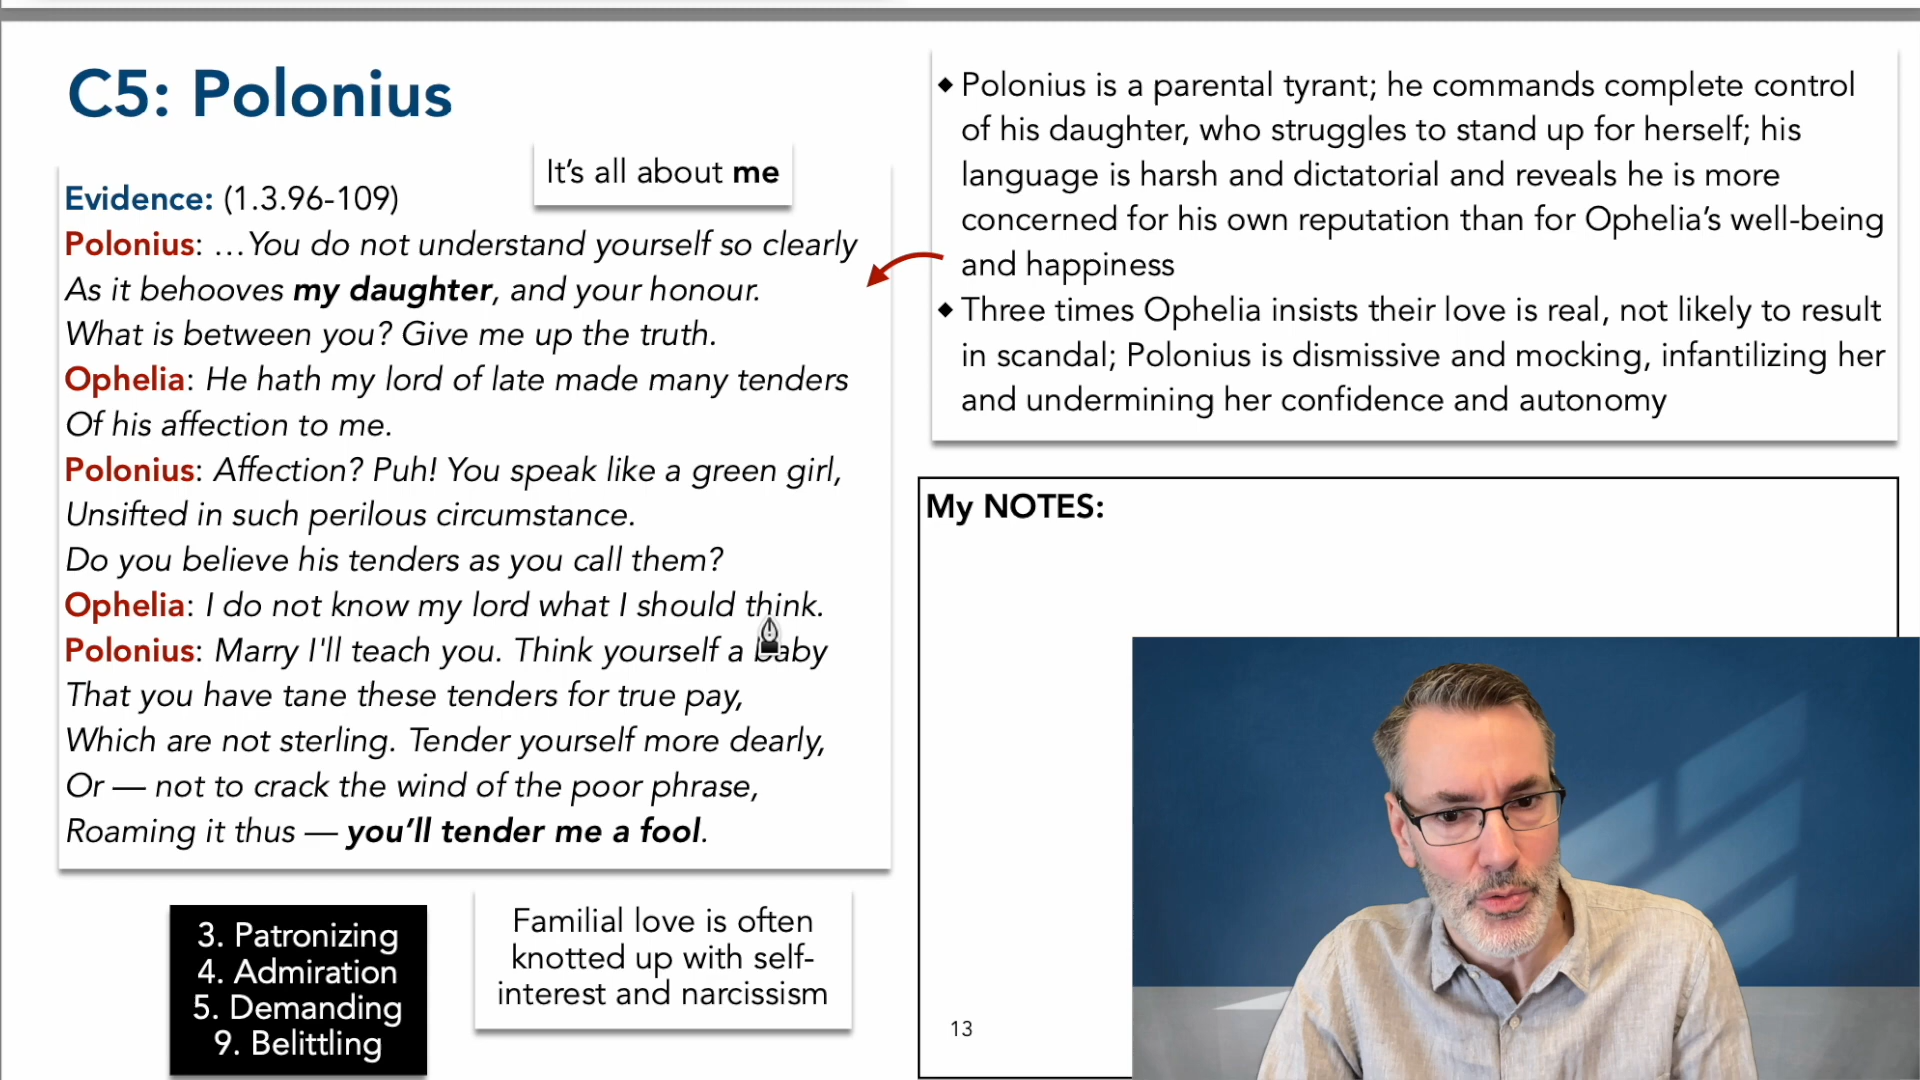 C5: Polonius
It's all about me
Evidence: (1.3.96-109)
Polonius: …You do not understand yourself so clearly
As it behooves my daughter, and your honour.
What is between you? Give me up the truth.
Ophelia: He hath my lord of late made many tenders
Of his affection to me.
Polonius: Affection? Puh! You speak like a green girl,
Unsifted in such perilous circumstance.
Do you believe his tenders as you call them?
Ophelia: I do not know my lord what I should think.
Polonius: Marry I'll teach you. Think yourself a baby
That you have tane these tenders for true pay,
Which are not sterling. Tender yourself more dearly,
Or — not to crack the wind of the poor phrase,
Roaming it thus — you'll tender me a fool.
3. Patronizing
4. Admiration
5. Demanding
9. Belittling
Familial love is often
knotted up with self-
interest and narcissism
◆ Polonius is a parental tyrant; he commands complete control
of his daughter, who struggles to stand up for herself; his
language is harsh and dictatorial and reveals he is more
concerned for his own reputation than for Ophelia's well-being
and happiness
◆ Three times Ophelia insists their love is real, not likely to result
in scandal; Polonius is dismissive and mocking, infantilizing her
and undermining her confidence and autonomy
My NOTES:
13